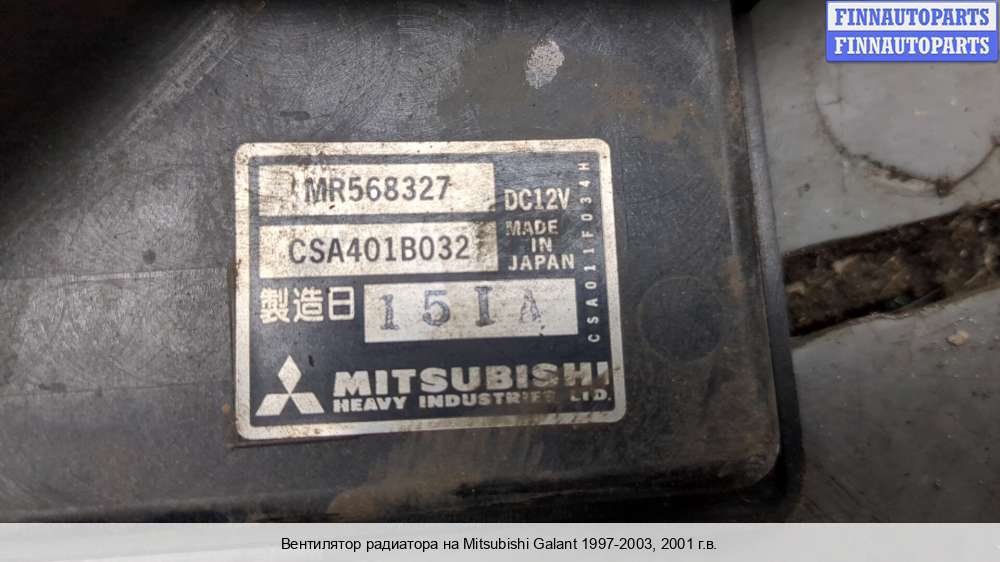 FINNAUTOPARTS
FINNAUTOPARTS
MR568327
DC12V
CSA401B032
MADE
IN
JAPAN
CSA011F034H
製造日 151A
MITSUBISHI
HEAVY INDUSTRIES LTD.
Вентилятор радиатора на Mitsubishi Galant 1997-2003, 2001 г.в.